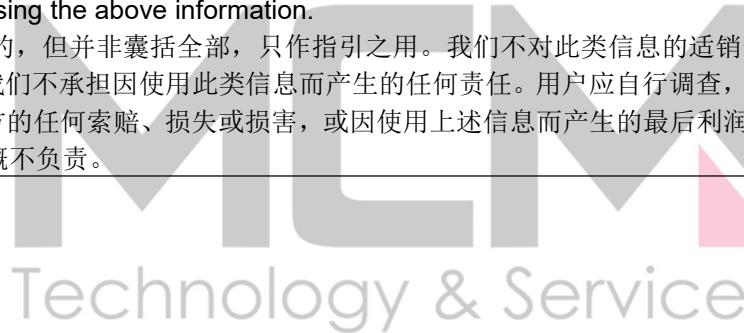 sing the above information.
的，但并非囊括全部，只作指引之用。我们不对此类信息的适销
我们不承担因使用此类信息而产生的任何责任。用户应自行调查，
方的任何索赔、损失或损害，或因使用上述信息而产生的最后利润
概不负责。
MCM
Technology & Service